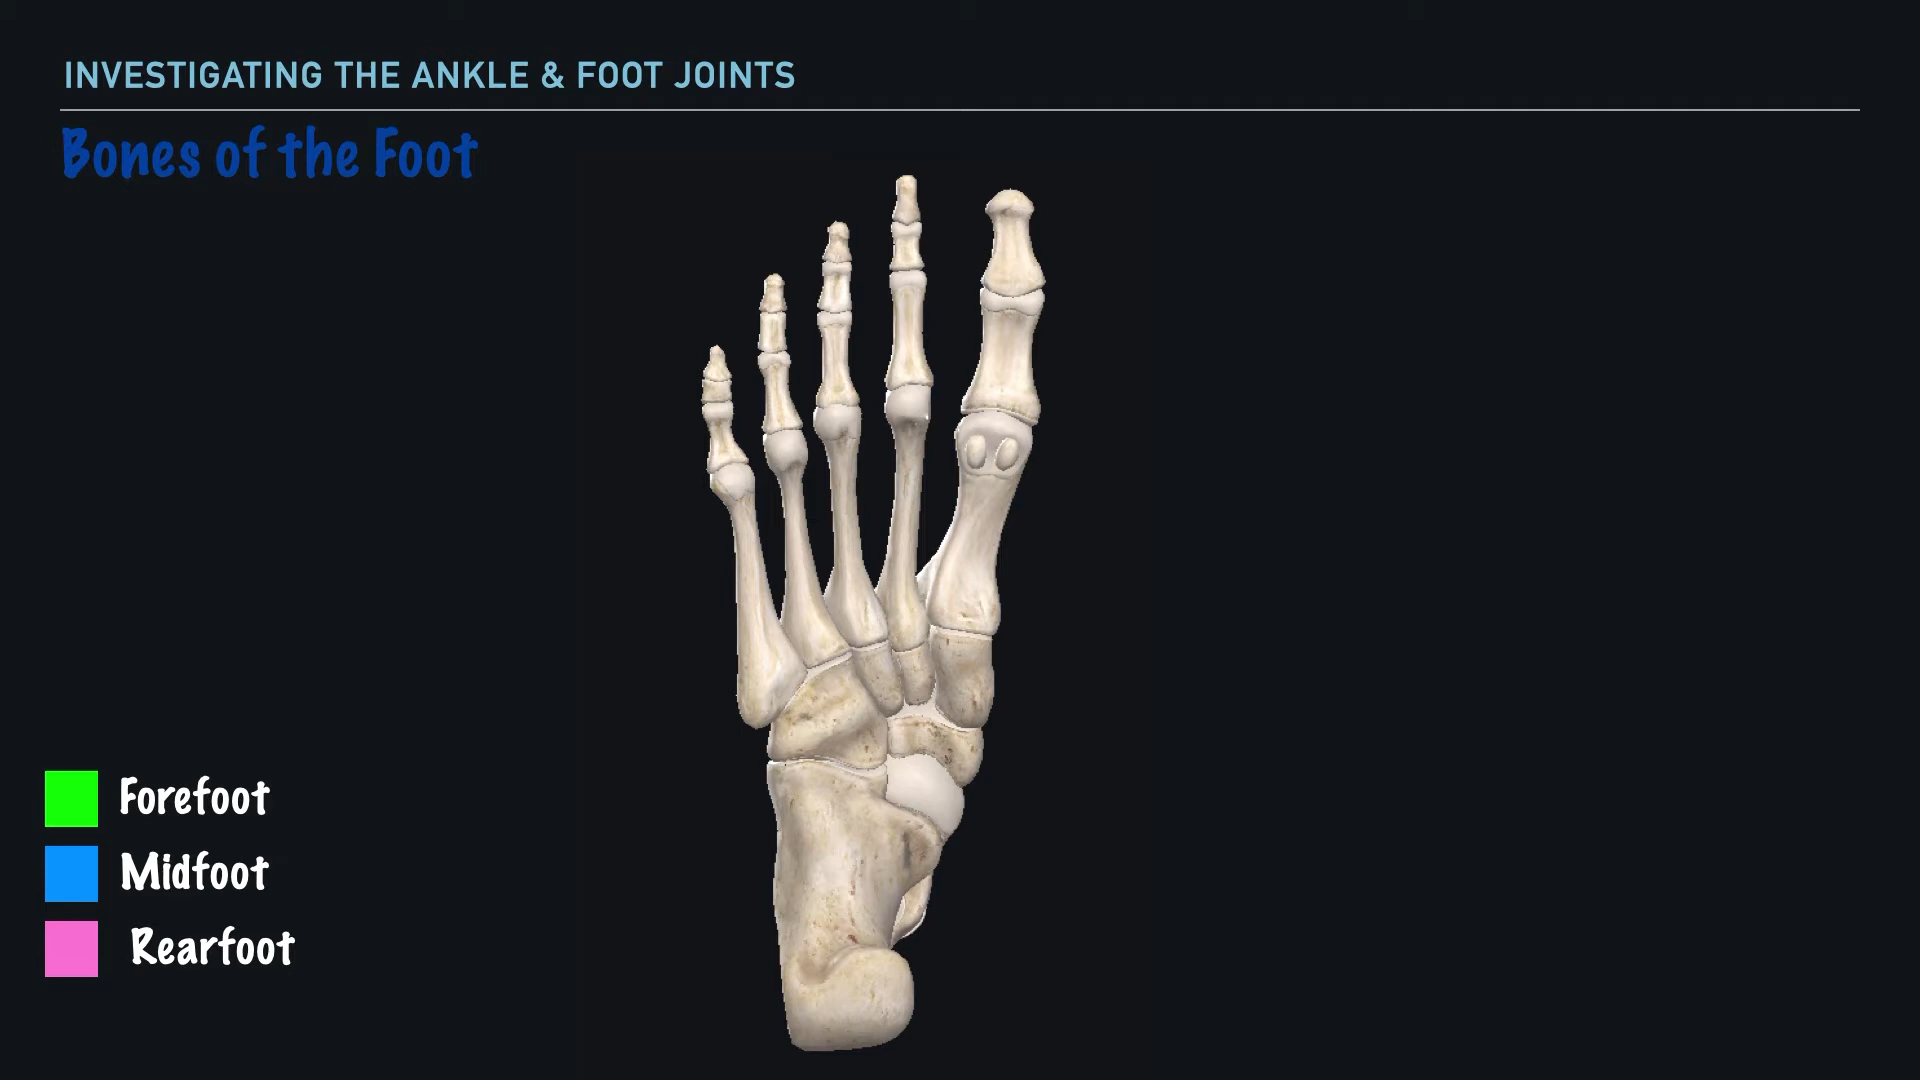 INVESTIGATING THE ANKLE & FOOT JOINTS
Bones of the Foot
Forefoot
Midfoot
Rearfoot